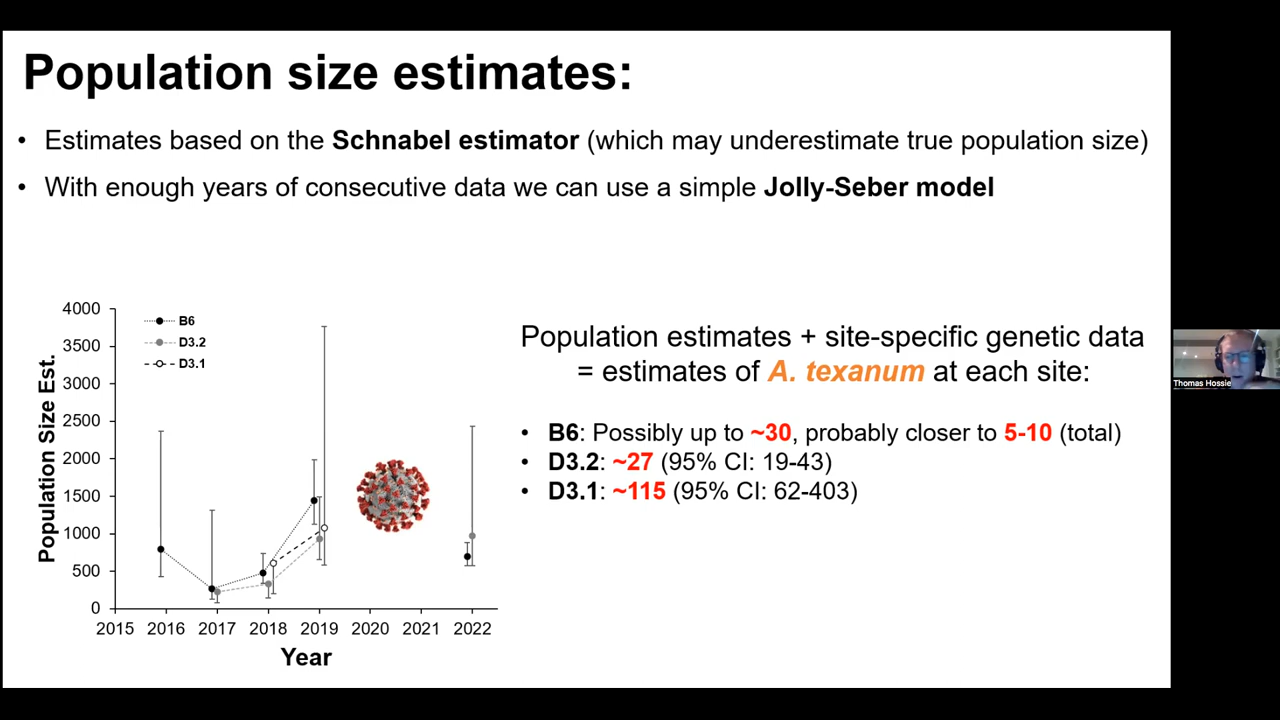 Population size estimates:
• Estimates based on the Schnabel estimator (which may underestimate true population size)
• With enough years of consecutive data we can use a simple Jolly-Seber model
Population Size Est.
4000
3500
3000
2500
2000
1500
1000
500
0
B6
D3.2
D3.1
2015 2016 2017 2018 2019 2020 2021 2022
Year
Population estimates + site-specific genetic data
= estimates of A. texanum at each site:
• B6: Possibly up to ~30, probably closer to 5-10 (total)
• D3.2: ~27 (95% CI: 19-43)
• D3.1: ~115 (95% CI: 62-403)
Thomas Hossie